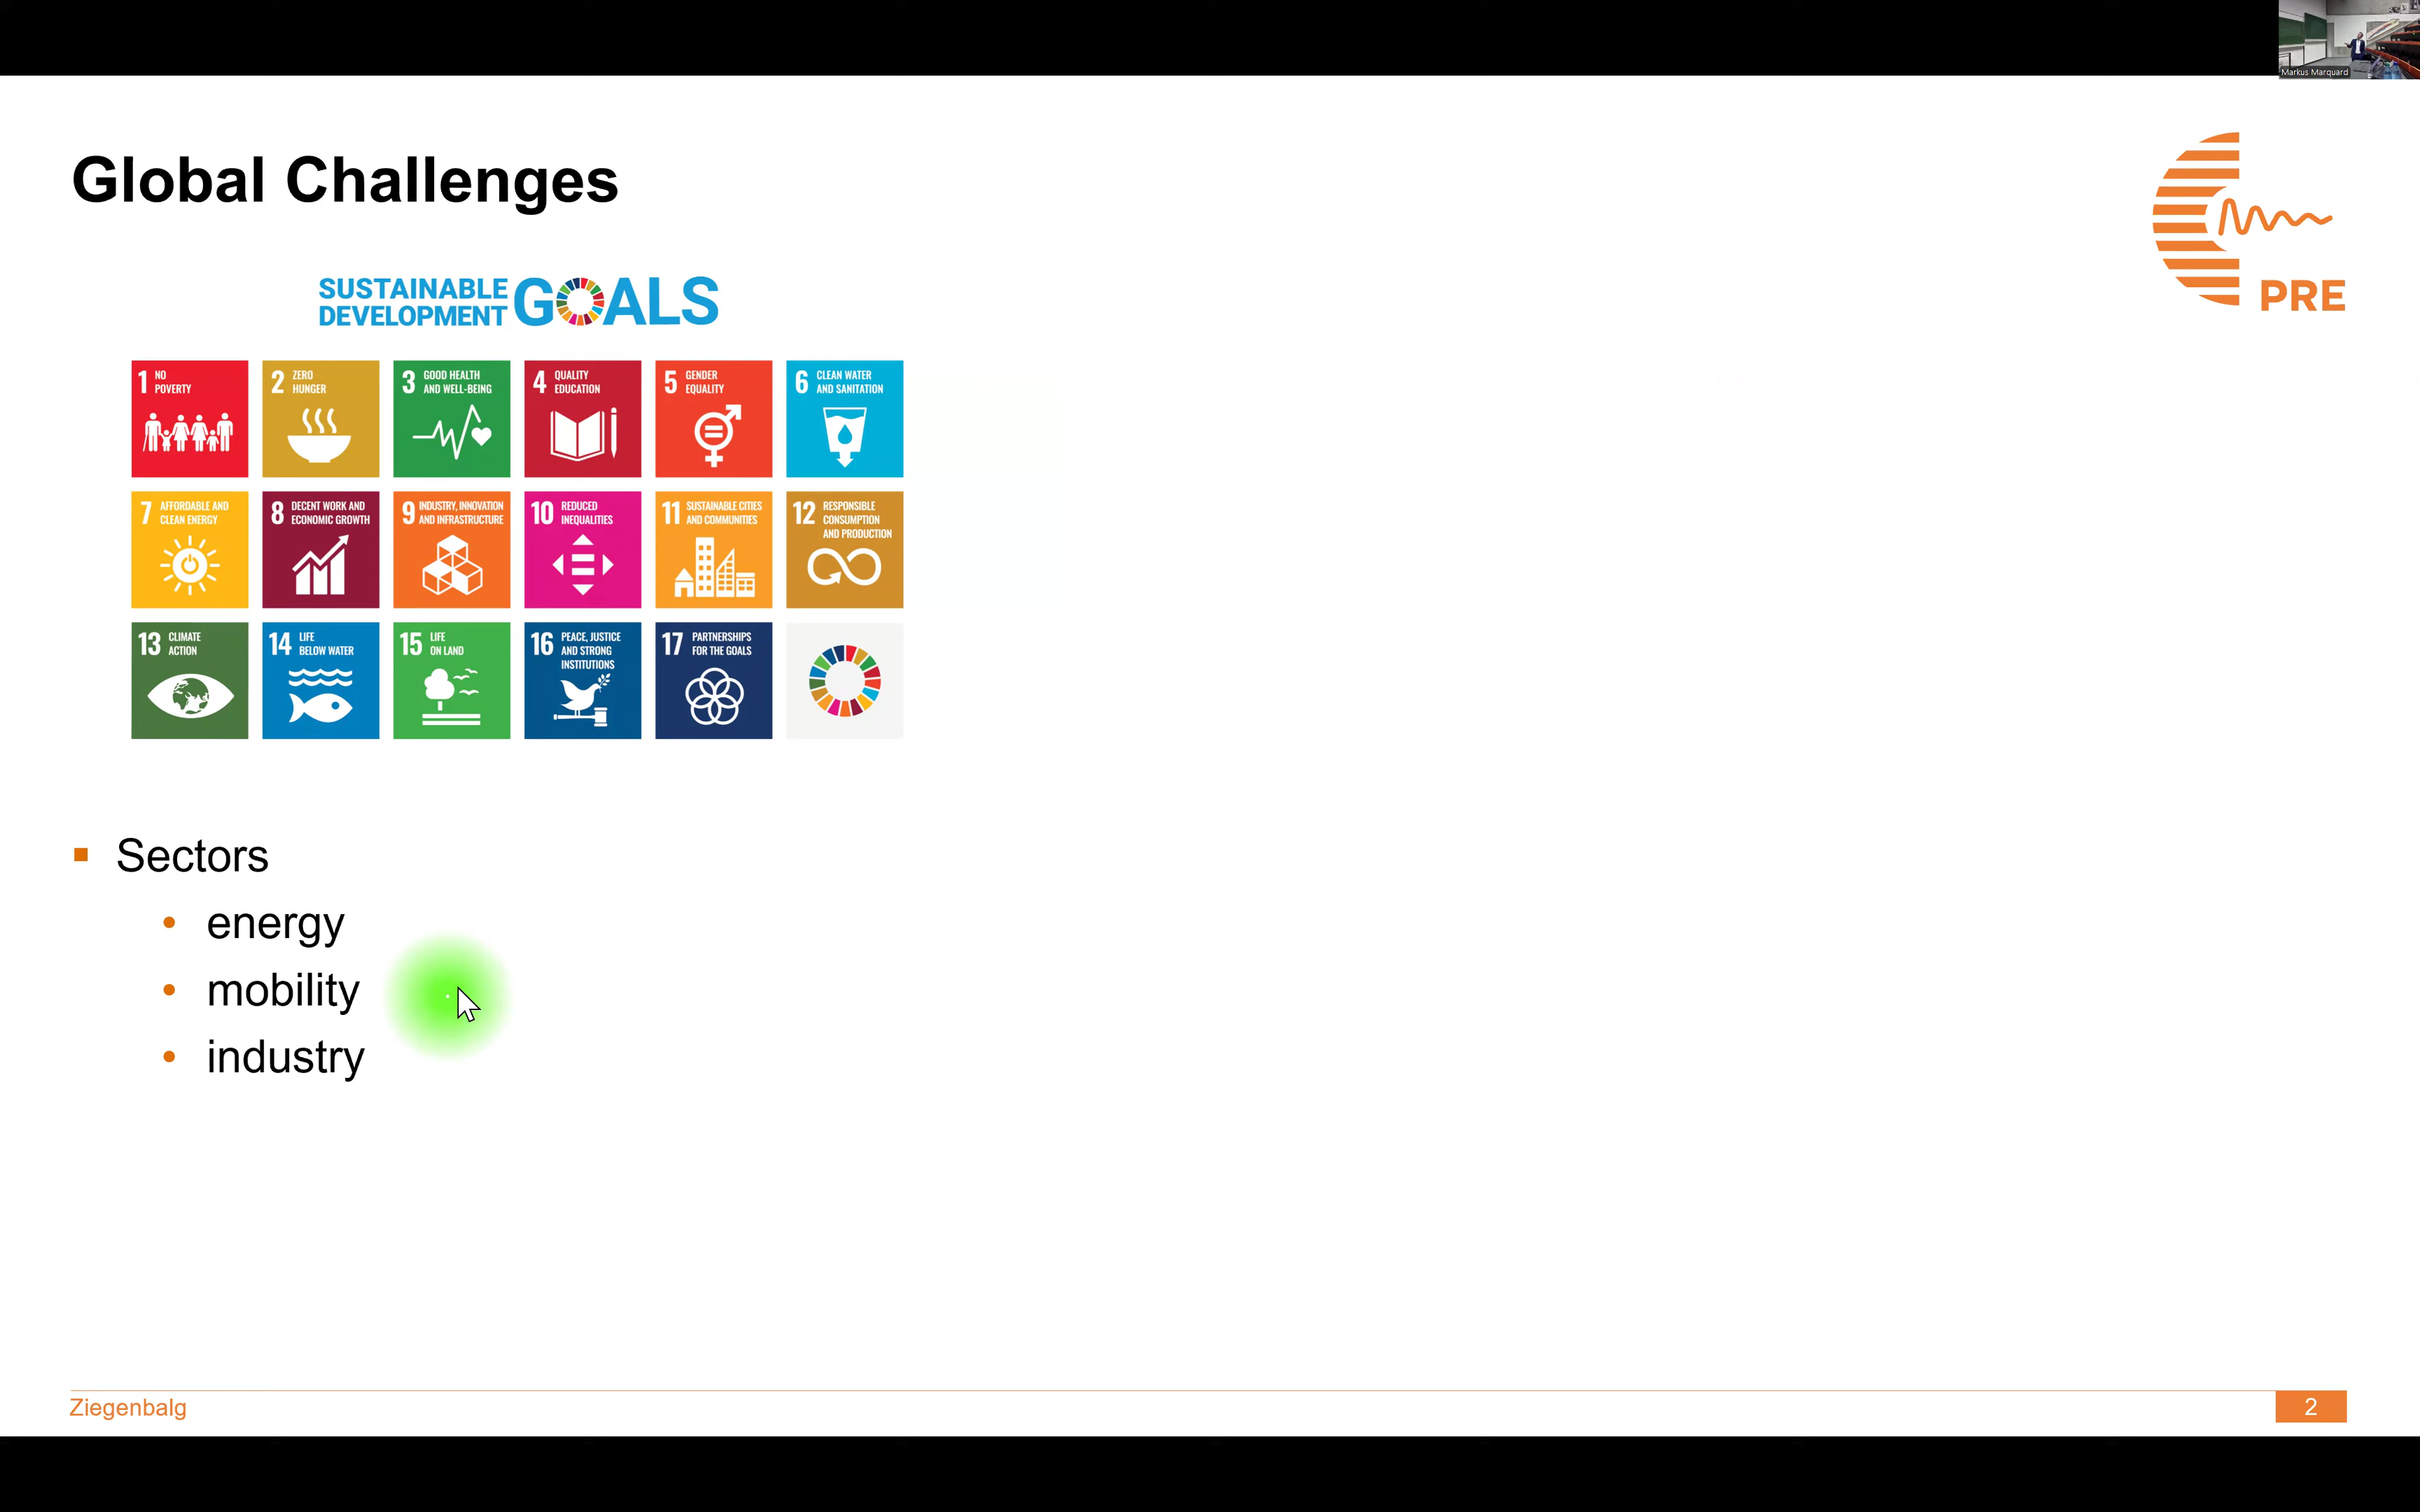 Markus Marquard
Global Challenges
PRE
SUSTAINABLE
DEVELOPMENT
GOALS
1 NO
POVERTY
2 ZERO
HUNGER
3 GOOD HEALTH
AND WELL-BEING
4 QUALITY
EDUCATION
5 GENDER
EQUALITY
6 CLEAN WATER
AND SANITATION
7 AFFORDABLE AND
CLEAN ENERGY
8 DECENT WORK AND
ECONOMIC GROWTH
9 INDUSTRY, INNOVATION
AND INFRASTRUCTURE
10 REDUCED
INEQUALITIES
11 SUSTAINABLE CITIES
AND COMMUNITIES
12 RESPONSIBLE
CONSUMPTION
AND PRODUCTION
13 CLIMATE
ACTION
14 LIFE
BELOW WATER
15 LIFE
ON LAND
16 PEACE, JUSTICE
AND STRONG
INSTITUTIONS
17 PARTNERSHIPS
FOR THE GOALS
Sectors
energy
mobility
industry
Ziegenbalg
2